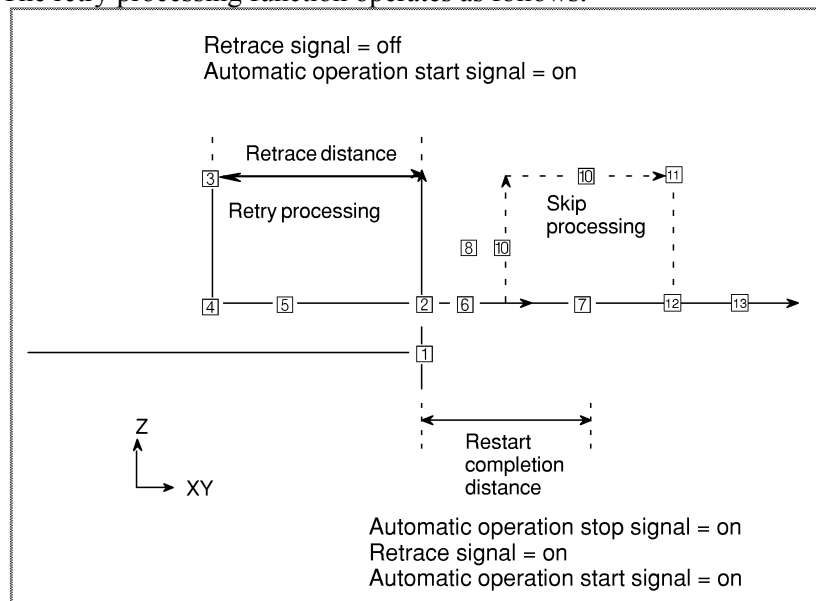 The retry processing function operates as follows:
Retrace signal = off
Automatic operation start signal = on
Retrace distance
3
10
11
Retry processing
Skip
processing
8
10
4
5
2
6
7
12
13
1
Z
XY
Restart
completion
distance
Automatic operation stop signal = on
Retrace signal = on
Automatic operation start signal = on